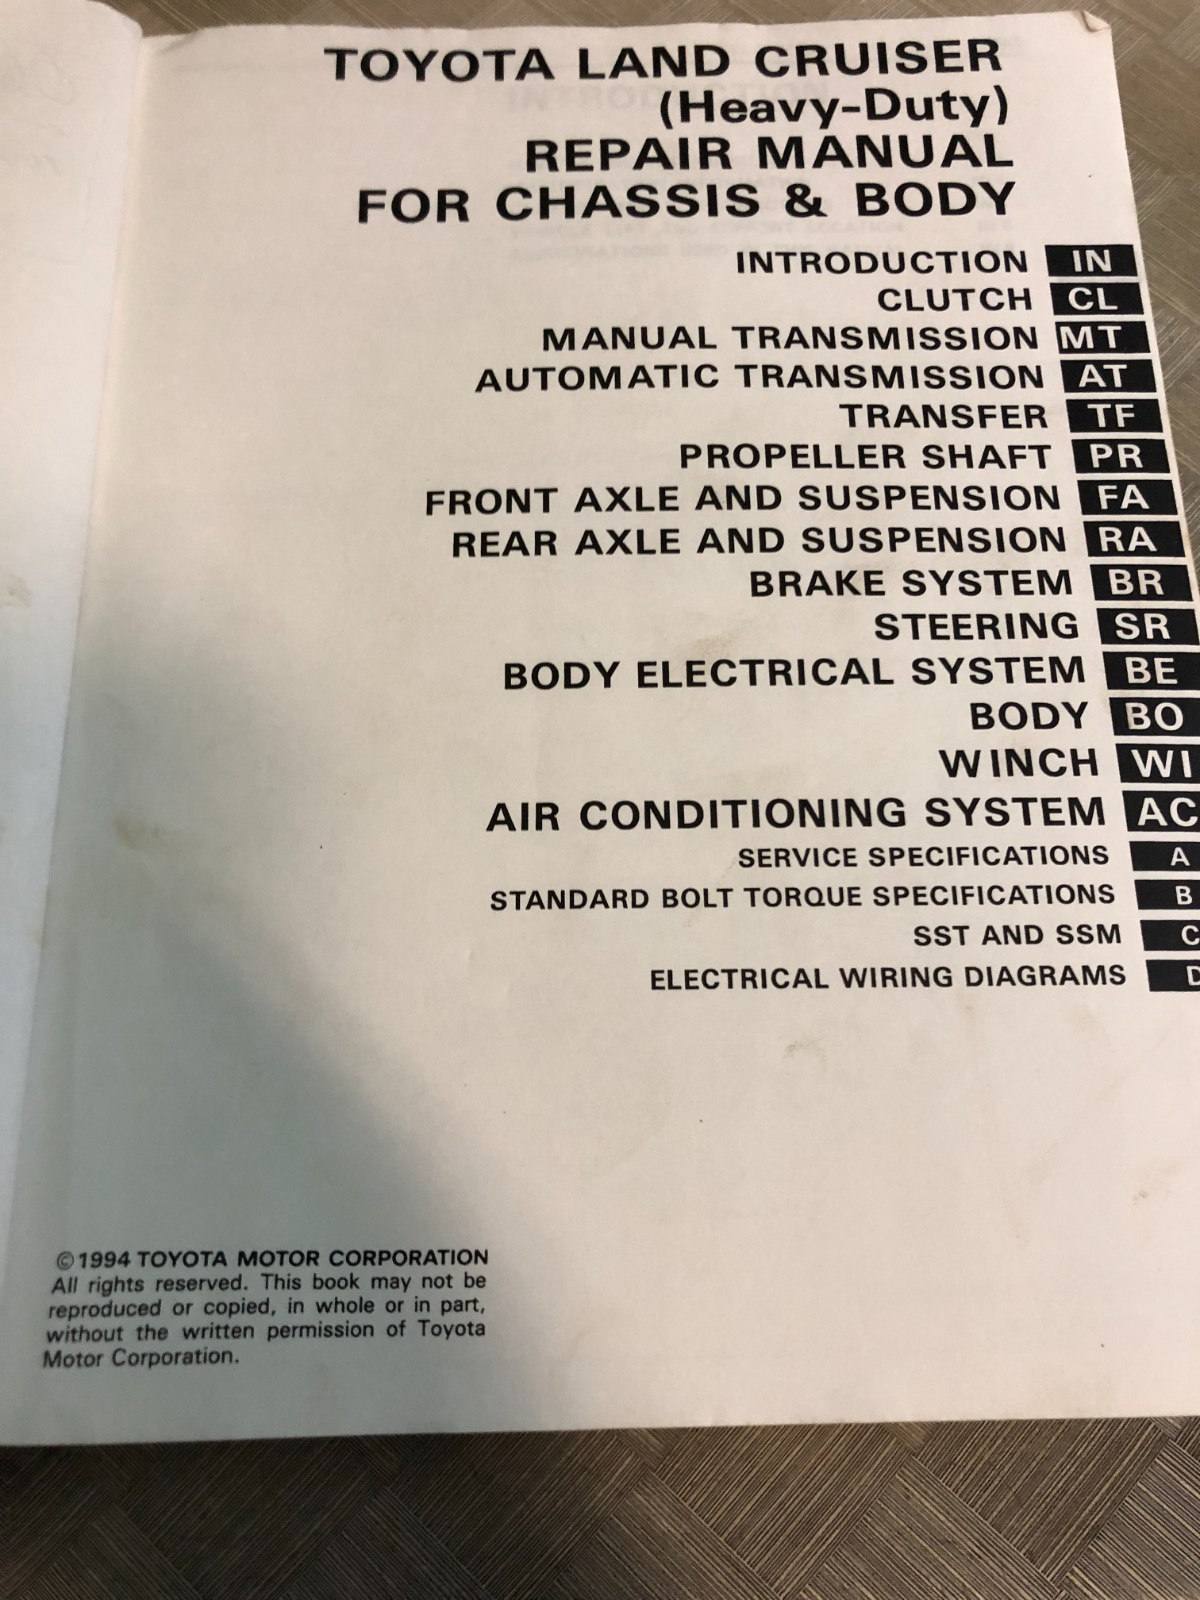 TOYOTA LAND CRUISER
(Heavy-Duty)
REPAIR MANUAL
FOR CHASSIS & BODY
INTRODUCTION IN
CLUTCH CL
MANUAL TRANSMISSION MT
AUTOMATIC TRANSMISSION AT
TRANSFER TF
PROPELLER SHAFT PR
FRONT AXLE AND SUSPENSION FA
REAR AXLE AND SUSPENSION RA
BRAKE SYSTEM BR
STEERING SR
BODY ELECTRICAL SYSTEM BE
BODY BO
WINCH WI
AIR CONDITIONING SYSTEM AC
SERVICE SPECIFICATIONS A
STANDARD BOLT TORQUE SPECIFICATIONS B
SST AND SSM C
ELECTRICAL WIRING DIAGRAMS D
©1994 TOYOTA MOTOR CORPORATION
All rights reserved. This book may not be
reproduced or copied, in whole or in part,
without the written permission of Toyota
Motor Corporation.